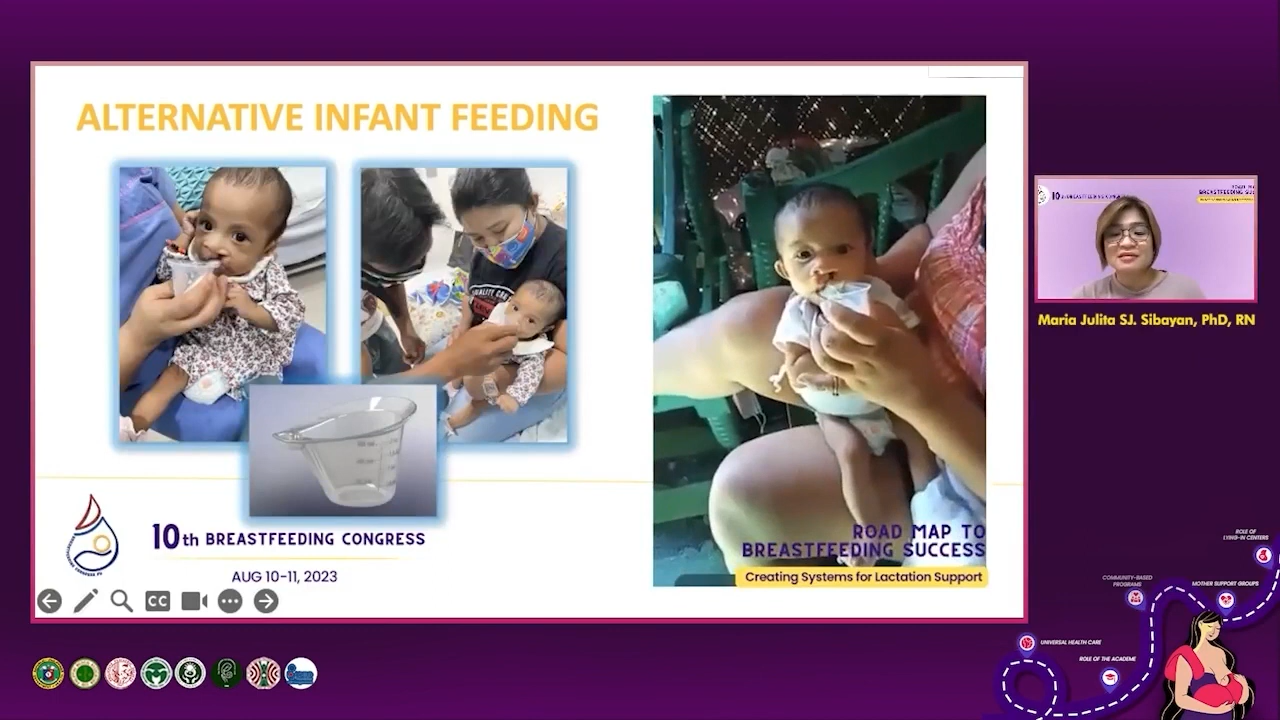 ALTERNATIVE INFANT FEEDING
10th BREASTFEEDING CONGRESS
AUG 10-11, 2023
ROAD MAP TO
BREASTFEEDING SUCCESS
Creating Systems for Lactation Support
CC
Maria Julita SJ. Sibayan, PhD, RN
ROLE OF
LYING-IN CENTERS
COMMUNITY-BASED
PROGRAMS
MOTHER SUPPORT GROUPS
UNIVERSAL HEALTH CARE
ROLE OF THE ACADEME